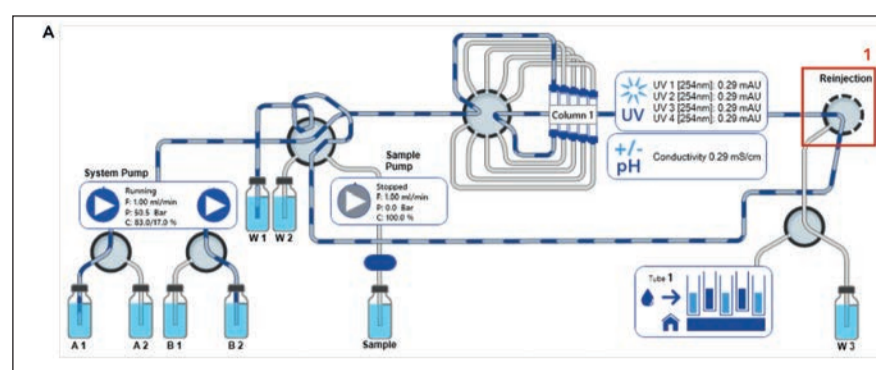 A
1
Reinjection
UV 1 [254nm]: 0.29 mAU
UV 2 [254nm]: 0.29 mAU
UV 3 [254nm]: 0.29 mAU
UV 4 [254nm]: 0.29 mAU
UV
Column 1
+/-
pH
Conductivity 0.29 mS/cm
System Pump
Running
F: 1.00 ml/min
P: 50.5 Bar
C: 83.0/17.0 %
Sample
Pump
Stopped
F: 1.00 ml/min
P: 0.0 Bar
C: 100.0 %
W 1
W 2
Tube 1
A 1
A 2
B 1
B 2
Sample
W 3